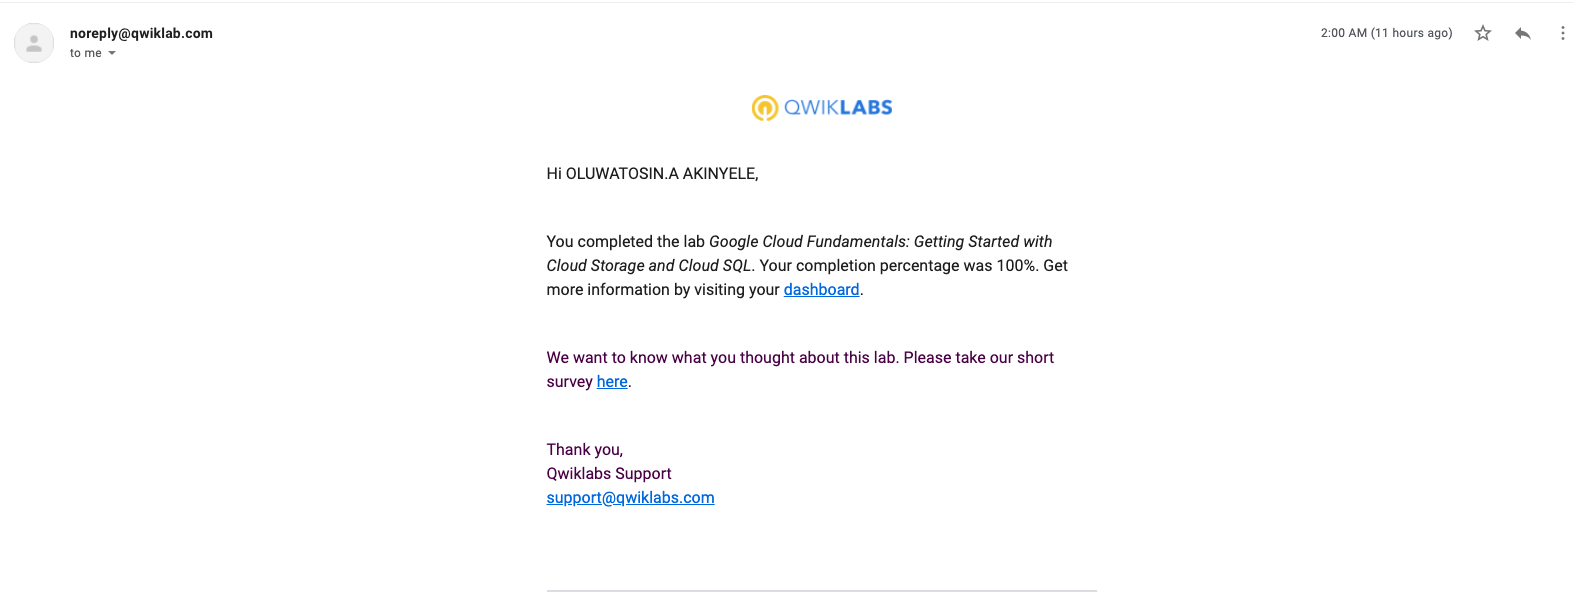 noreply@qwiklab.com
2:00 AM (11 hours ago)
to me
QWIKLABS
Hi OLUWATOSIN.A AKINYELE,
You completed the lab Google Cloud Fundamentals: Getting Started with
Cloud Storage and Cloud SQL. Your completion percentage was 100%. Get
more information by visiting your dashboard.
We want to know what you thought about this lab. Please take our short
survey here.
Thank you,
Qwiklabs Support
support@qwiklabs.com